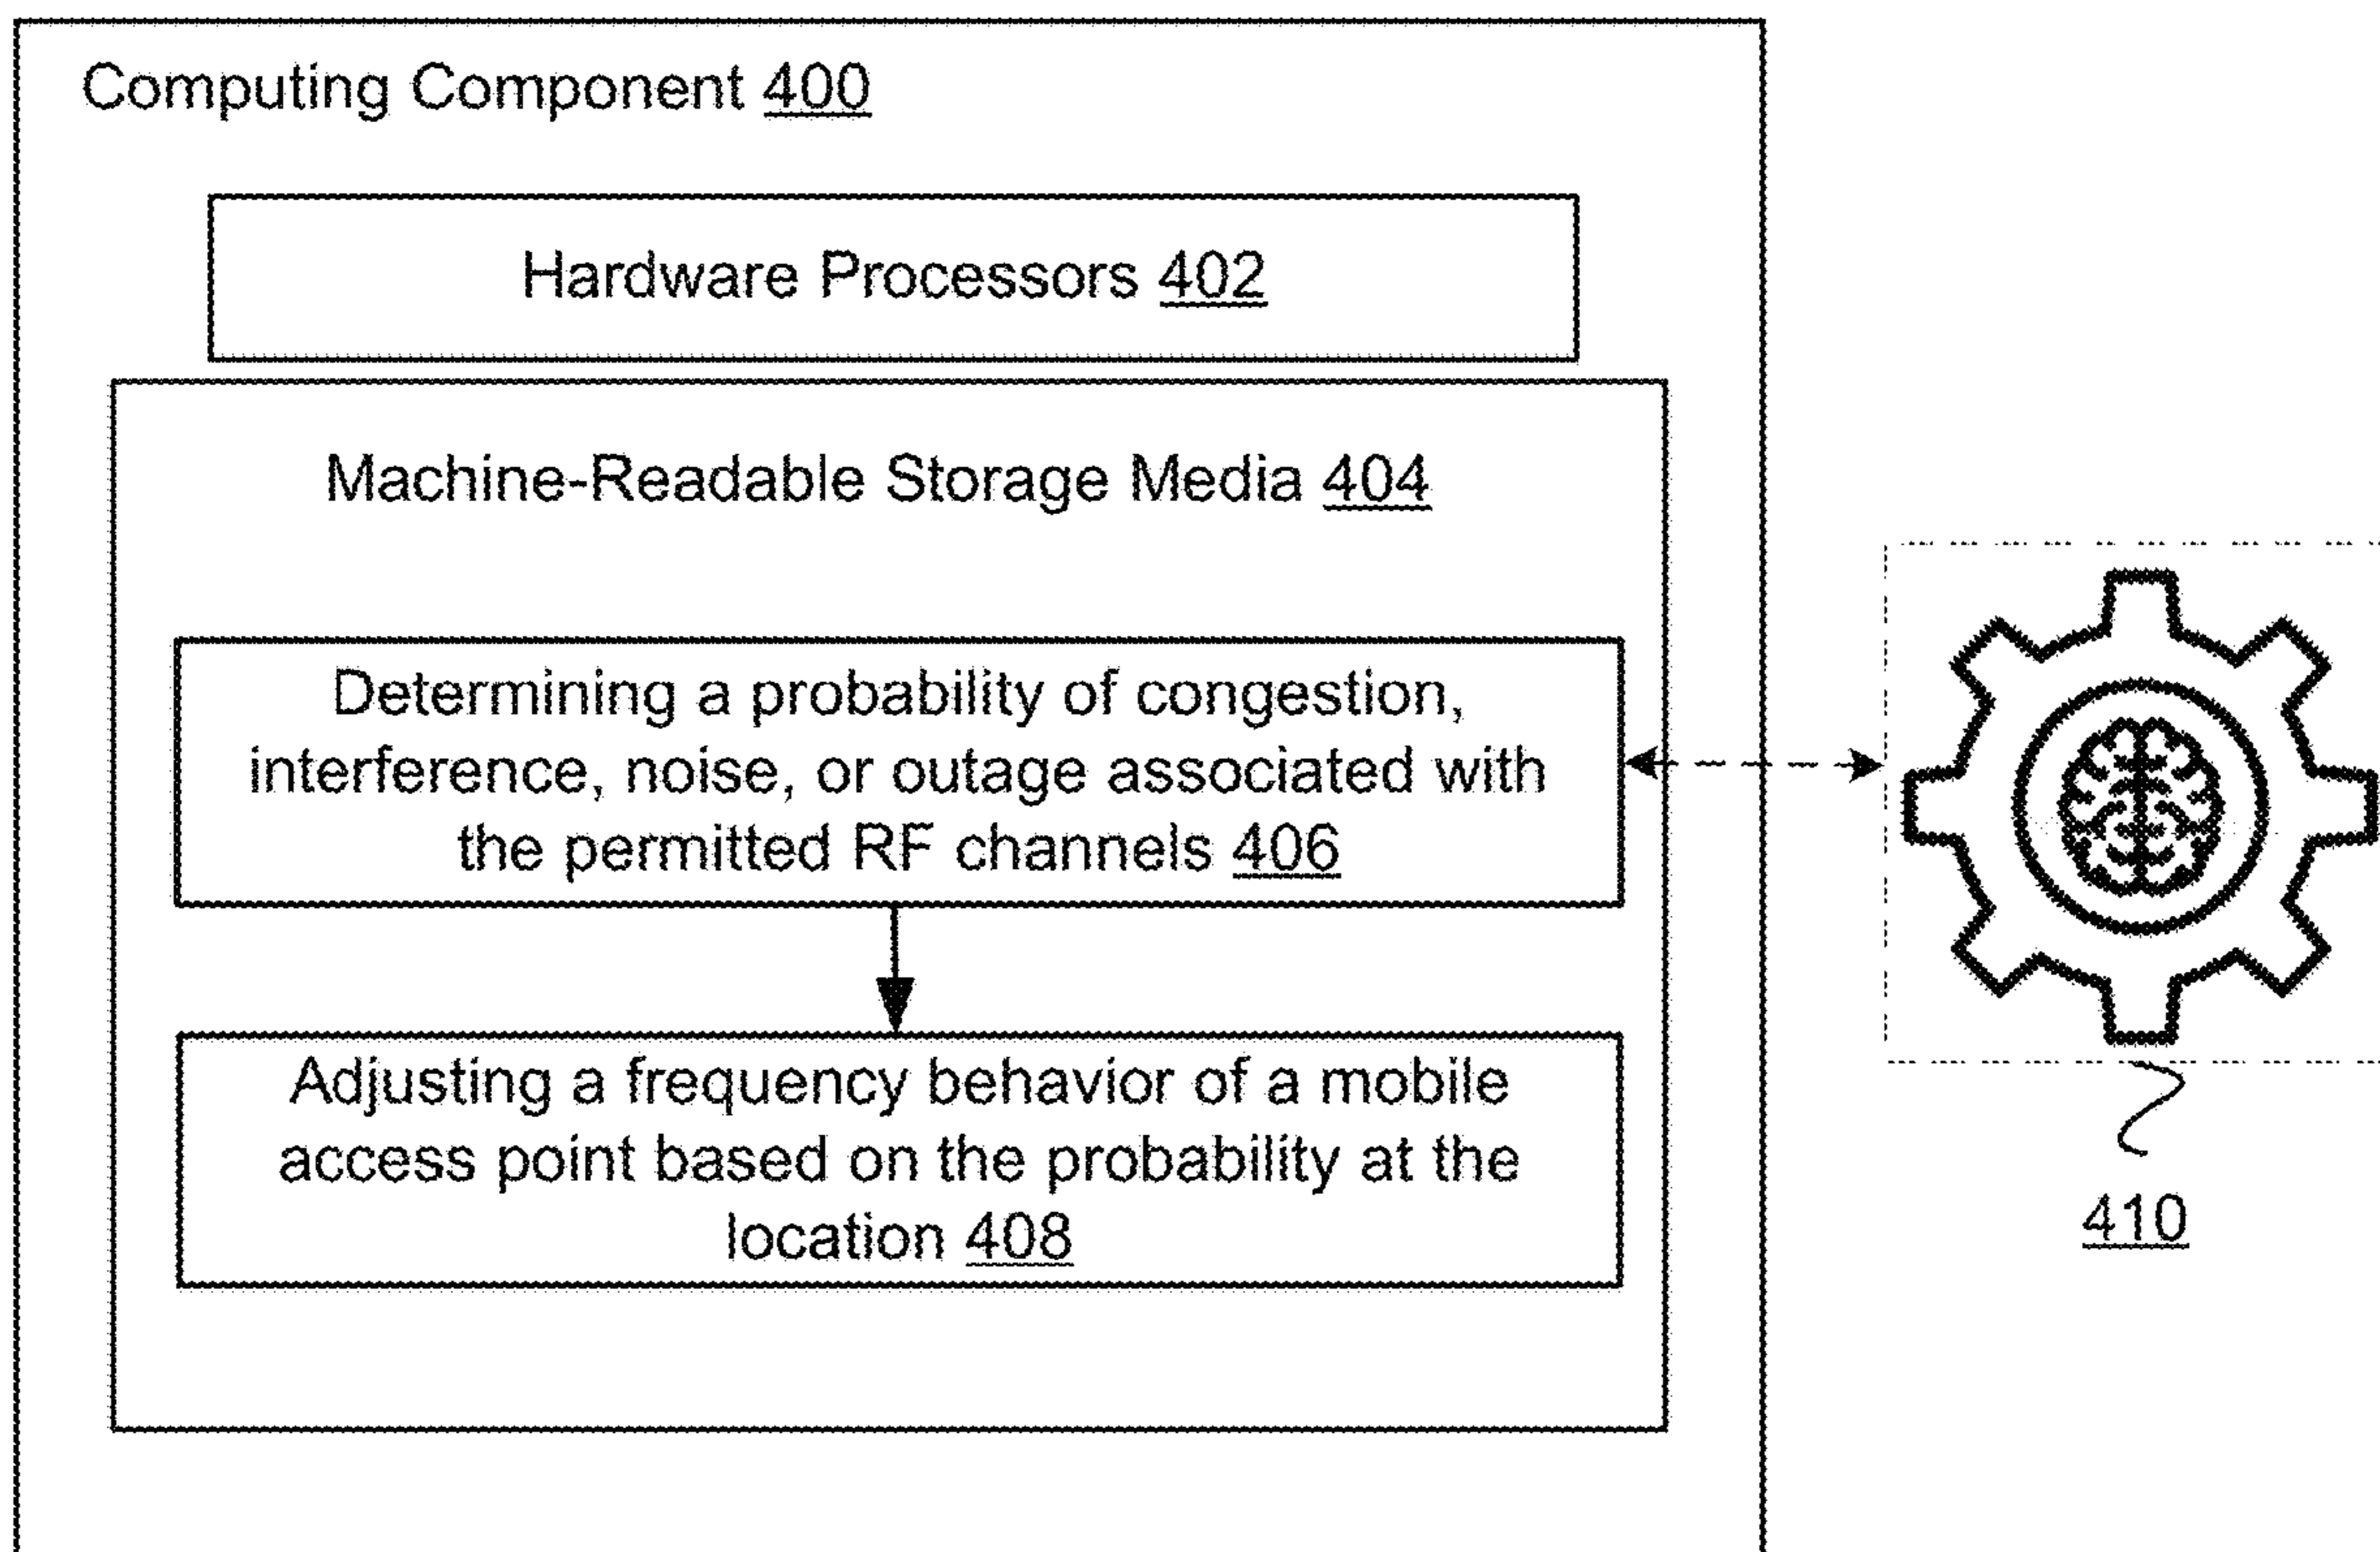 Computing Component 400
Hardware Processors 402
Machine-Readable Storage Media 404
Determining a probability of congestion,
interference, noise, or outage associated with
the permitted RF channels 406
Adjusting a frequency behavior of a mobile
access point based on the probability at the
location 408
410